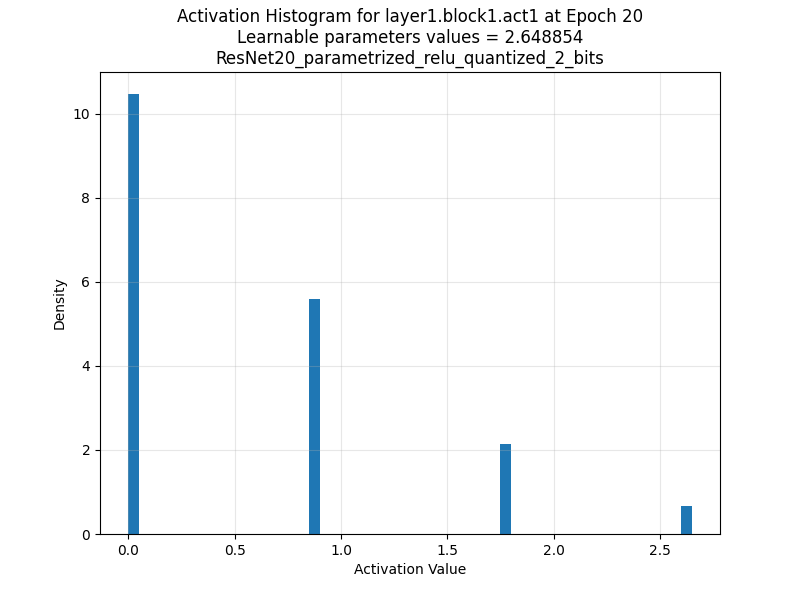 Activation Histogram for layer1.block1.act1 at Epoch 20
Learnable parameters values = 2.648854
ResNet20_parametrized_relu_quantized_2_bits
Density
10
8
6
4
2
0
0.0 0.5 1.0 1.5 2.0 2.5
Activation Value